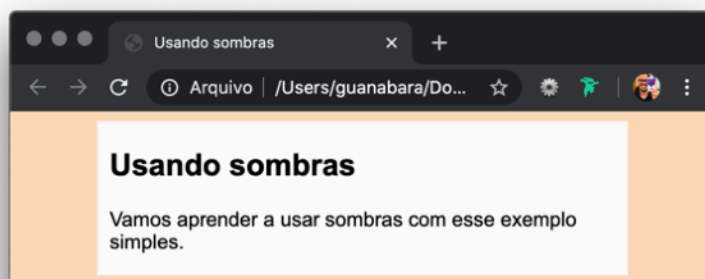 Usando sombras
Arquivo | /Users/guanabara/Do...
Usando sombras
Vamos aprender a usar sombras com esse exemplo
simples.